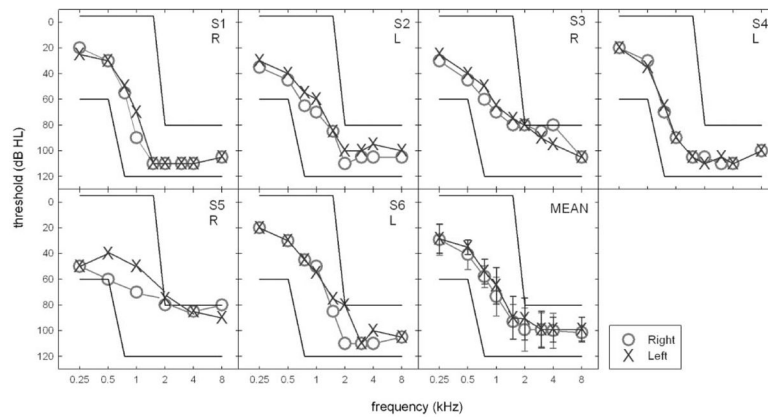 S1
R
S2
L
S3
R
S4
L
0
20
40
60
80
100
120
threshold (dB HL)
S5
R
S6
L
MEAN
0
20
40
60
80
100
120
0.25 0.5 1 2 4 8
0.25 0.5 1 2 4 8
0.25 0.5 1 2 4 8
Right
Left
frequency (kHz)